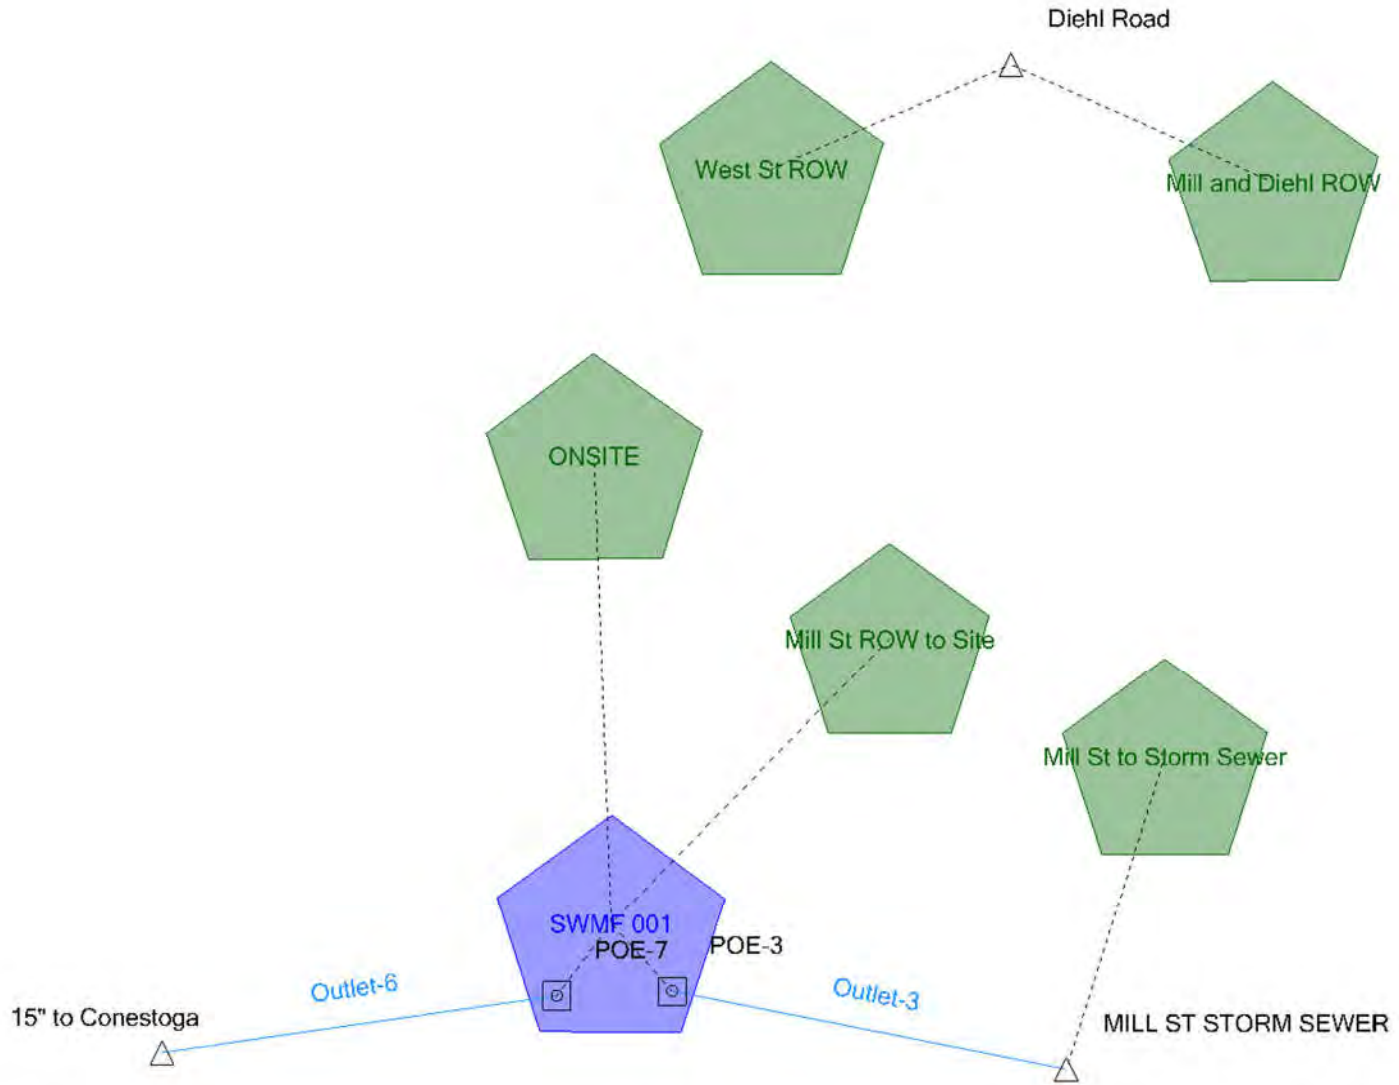 Diehl Road
West St ROW
Mill and Diehl ROW
ONSITE
Mill St ROW to Site
Mill St to Storm Sewer
SWMF 001
POE-7
POE-3
Outlet-6
Outlet-3
15" to Conestoga
MILL ST STORM SEWER